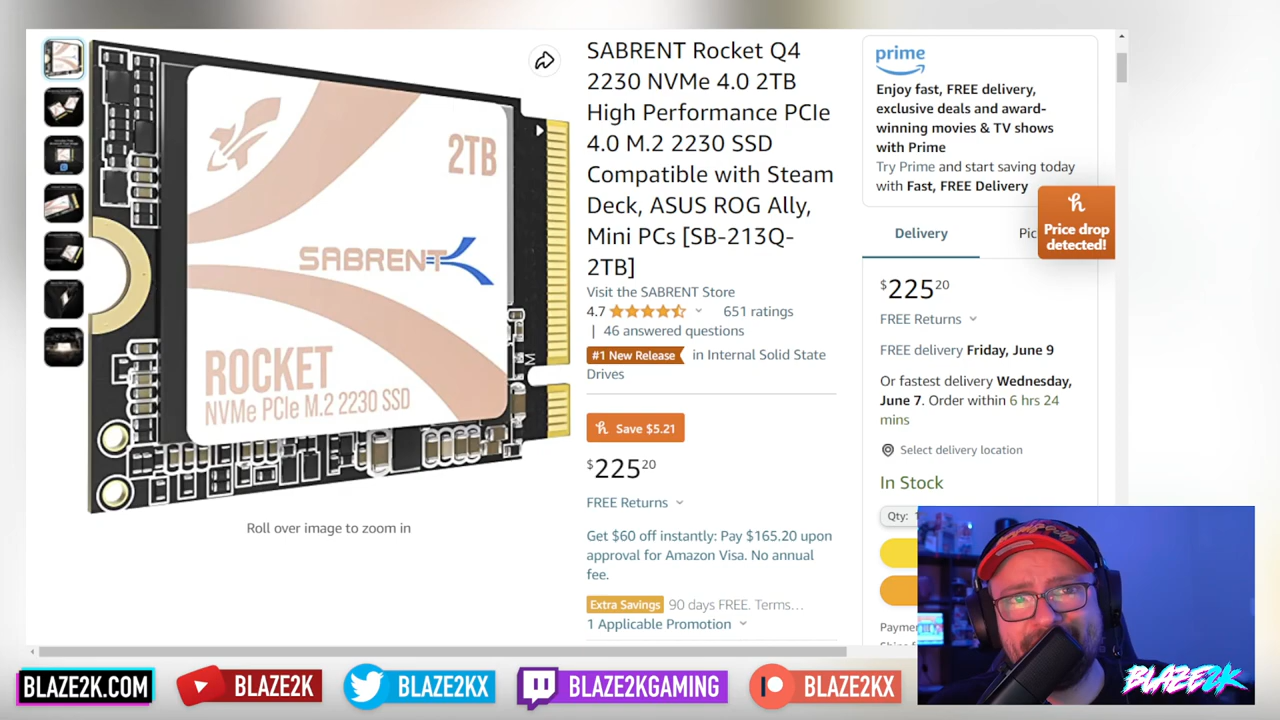 2TB
SABRENT
ROCKET
NVMe PCIe M.2 2230 SSD
M
Roll over image to zoom in
SABRENT Rocket Q4
2230 NVMe 4.0 2TB
High Performance PCIe
4.0 M.2 2230 SSD
Compatible with Steam
Deck, ASUS ROG Ally,
Mini PCs [SB-213Q-
2TB]
Visit the SABRENT Store
4.7 651 ratings
| 46 answered questions
#1 New Release in Internal Solid State
Drives
h Save $5.21
$22520
FREE Returns
Get $60 off instantly: Pay $165.20 upon
approval for Amazon Visa. No annual
fee.
Extra Savings 90 days FREE. Terms…
1 Applicable Promotion
prime
Enjoy fast, FREE delivery,
exclusive deals and award-
winning movies & TV shows
with Prime
Try Prime and start saving today
with Fast, FREE Delivery
h
Price drop
detected!
Delivery
$22520
FREE Returns
FREE delivery Friday, June 9
Or fastest delivery Wednesday,
June 7. Order within 6 hrs 24
mins
Select delivery location
In Stock
Qty:
BLAZE2K
BLAZE2K.COM
BLAZE2K
BLAZE2KX
BLAZE2KGAMING
BLAZE2KX